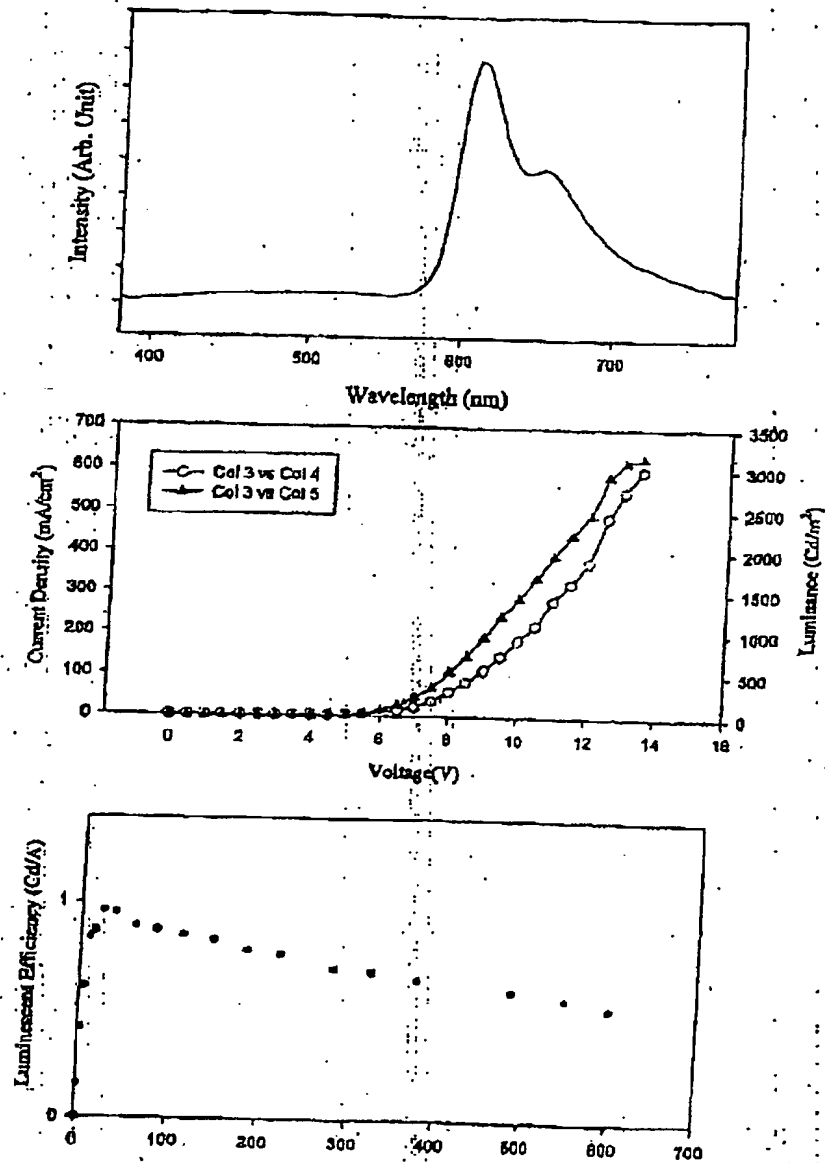 Intensity (Arb. Unit)
400 500 600 700
Wavelength (nm)
700
600
500
400
300
200
100
0
Current Density (mA/cm²)
Col 3 vs Col 4
Col 3 vs Col 5
3500
3000
2500
2000
1500
1000
500
0
Luminance (Cd/m²)
0 2 4 6 8 10 12 14 16
Voltage(V)
Luminescent Efficiency (Cd/A)
1
0
0 100 200 300 400 500 600 700